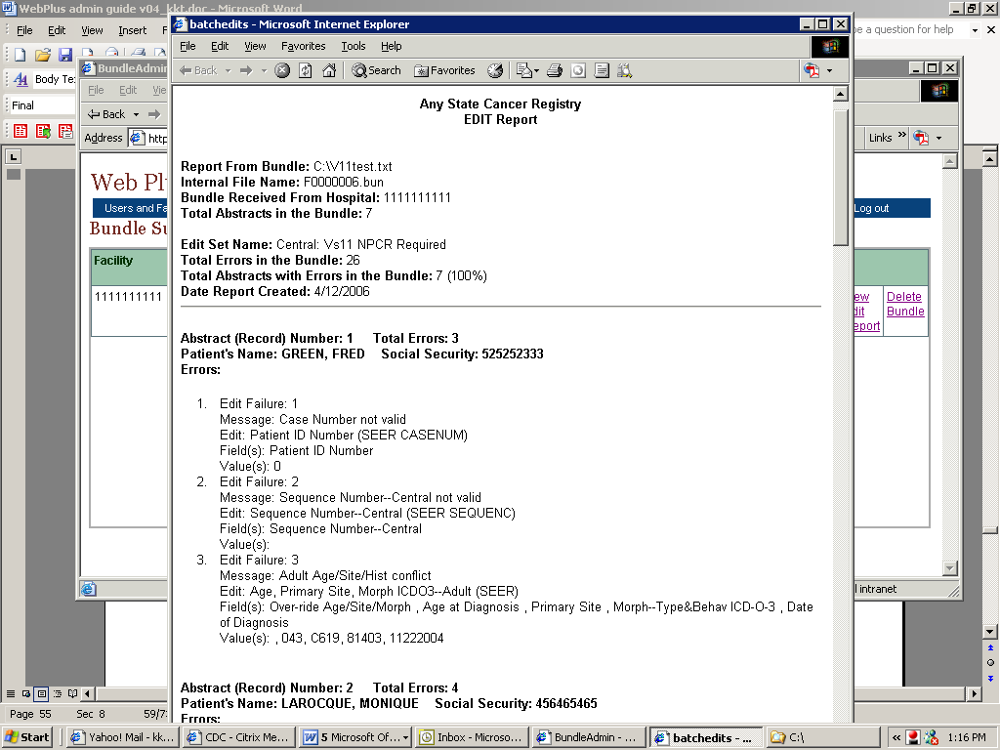 WebPlus admin guide v04_kkt.doc - Microsoft Word
batchedits - Microsoft Internet Explorer
File Edit View Insert
File Edit View Favorites Tools Help
be a question for help
Back Search Favorites
BundleAdmin
Body Te
File Edit Vie
Final
Back
Address http
Links »
Any State Cancer Registry
EDIT Report
Report From Bundle: C:\V11test.txt
Internal File Name: F0000006.bun
Bundle Received From Hospital: 1111111111
Total Abstracts in the Bundle: 7
Web Pl
Users and Fa
Log out
Bundle Su
Edit Set Name: Central: Vs11 NPCR Required
Total Errors in the Bundle: 26
Total Abstracts with Errors in the Bundle: 7 (100%)
Date Report Created: 4/12/2006
Facility
1111111111
ew
dit
eport
Delete
Bundle
Abstract (Record) Number: 1 Total Errors: 3
Patient's Name: GREEN, FRED Social Security: 525252333
Errors:
1. Edit Failure: 1
Message: Case Number not valid
Edit: Patient ID Number (SEER CASENUM)
Field(s): Patient ID Number
Value(s): 0
2. Edit Failure: 2
Message: Sequence Number--Central not valid
Edit: Sequence Number--Central (SEER SEQUENC)
Field(s): Sequence Number--Central
Value(s):
3. Edit Failure: 3
Message: Adult Age/Site/Hist conflict
Edit: Age, Primary Site, Morph ICDO3--Adult (SEER)
Field(s): Over-ride Age/Site/Morph , Age at Diagnosis , Primary Site , Morph--Type&Behav ICD-O-3 , Date
of Diagnosis
Value(s): , 043, C619, 81403, 11222004
l intranet
Abstract (Record) Number: 2 Total Errors: 4
Patient's Name: LAROCQUE, MONIQUE Social Security: 456465465
Errors:
Page 55 Sec 8 59/7
Start Yahoo! Mail - kk... CDC - Citrix Me... 5 Microsoft Of... Inbox - Microso... BundleAdmin - ... batchedits - ... C:\ « 1:16 PM